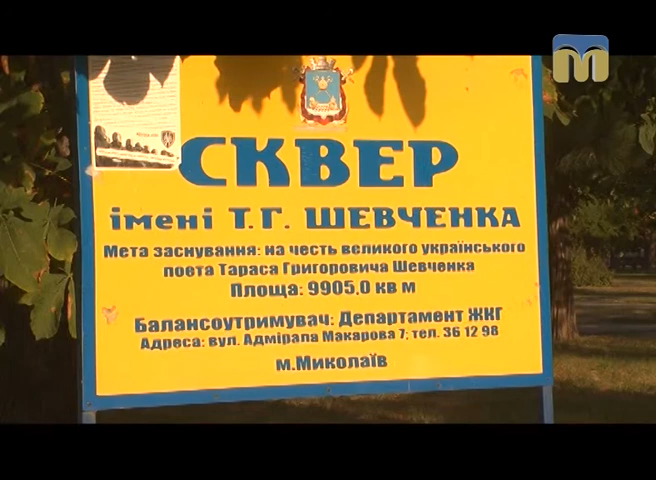 СКВЕР
імені Т.Г. ШЕВЧЕНКА
Мета заснування: на честь великого українського
поета Тараса Григоровича Шевченка
Площа: 9905,0 кв м
Балансоутримувач: Департамент ЖКГ
Адреса: вул. Адмірала Макарова 7; тел. 36 12 98
м.Миколаїв